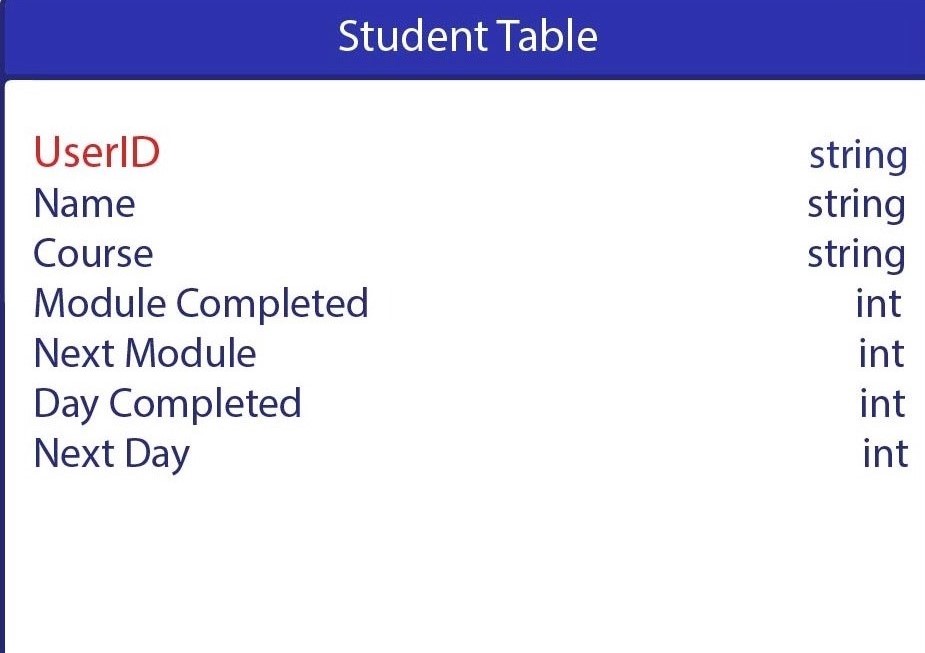 Student Table
UserID string
Name string
Course string
Module Completed int
Next Module int
Day Completed int
Next Day int